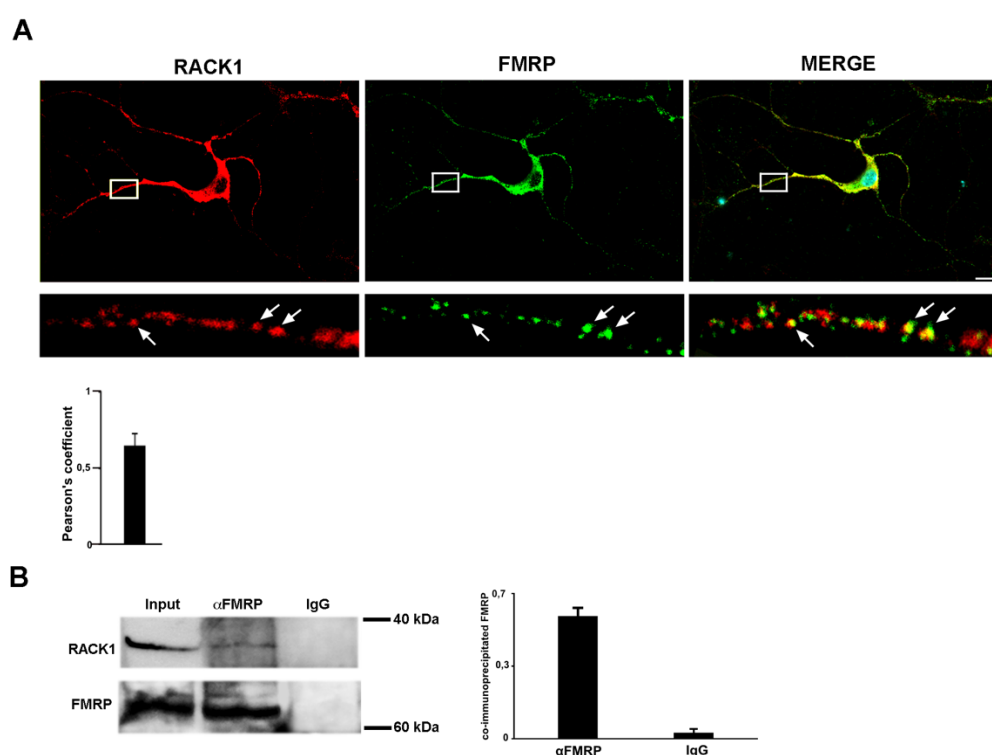 A
RACK1 FMRP MERGE
1
0,5
0
Pearson's coefficient
B
Input αFMRP IgG
40 kDa
RACK1
FMRP
60 kDa
co-immunoprecipitated FMRP
0,7
0,3
0
αFMRP IgG